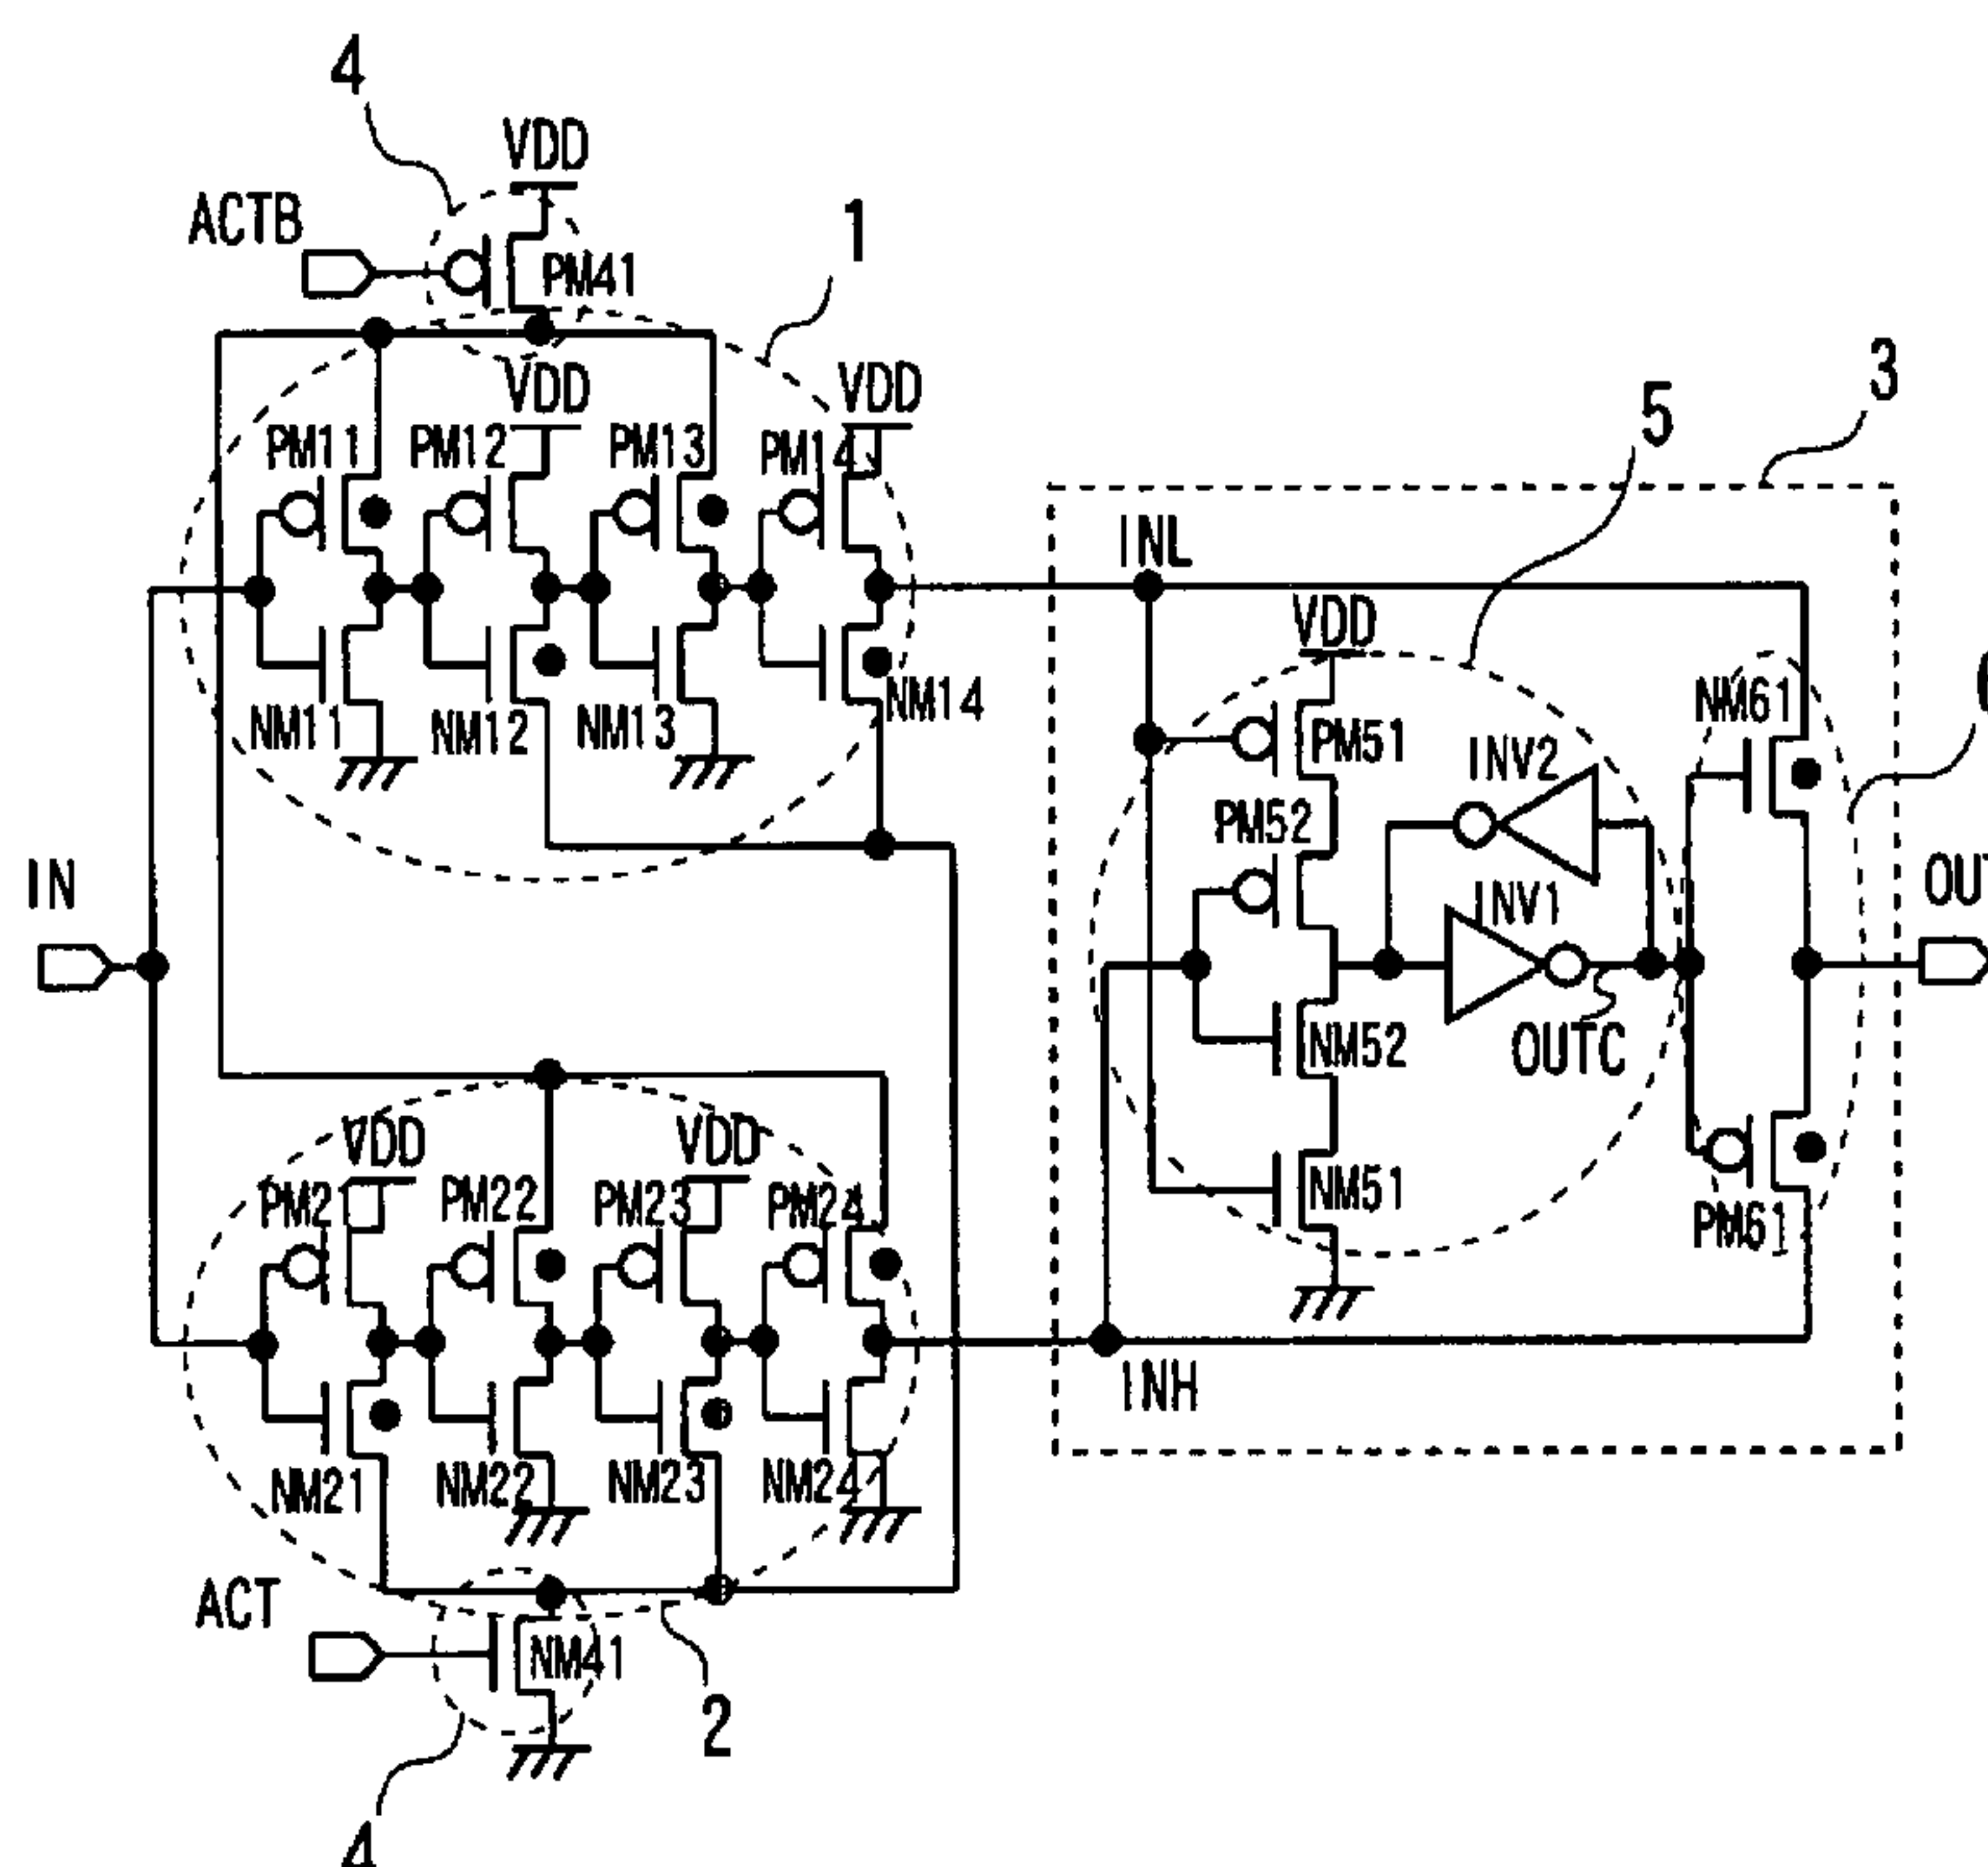 4
VDD
ACTB
PM41
1
3
VDD
VDD
5
PM11
PM12
PM13
PM14
INL
VDD
NM11
NM12
NM13
NM14
NM61
PM51
INV2
PM52
IN
INV1
OUT
NM52
OUTC
VDD
VDD
PM2
PM22
PM23
PM24
NM51
PM61
INH
NM21
NM22
NM23
NM24
ACT
NM41
2
4